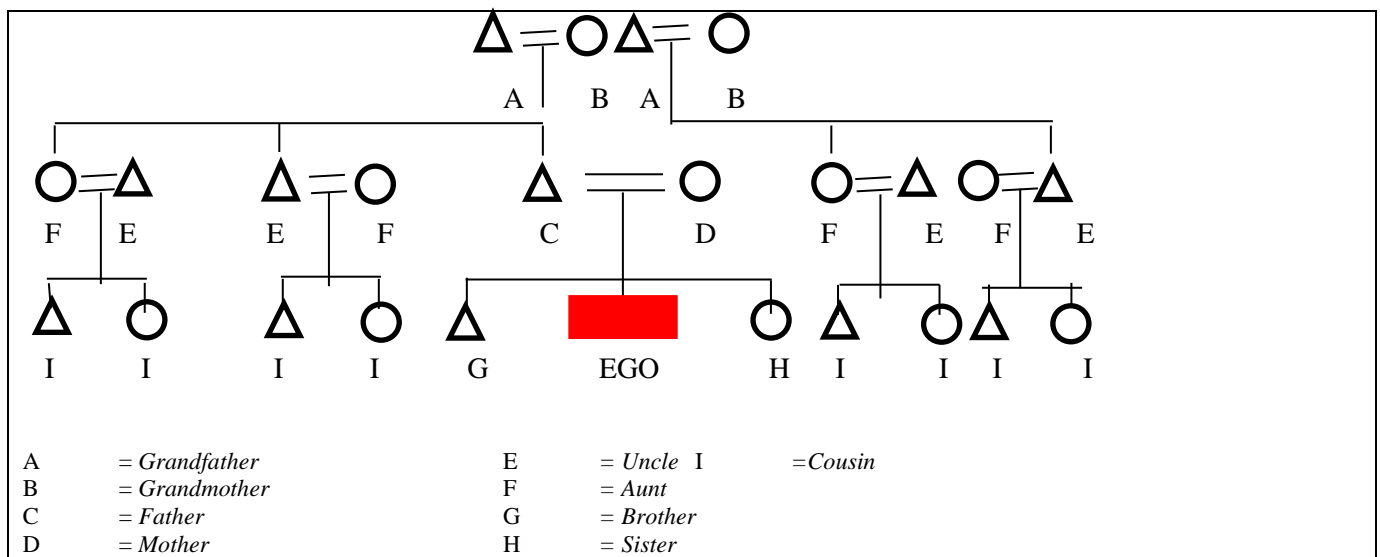 A B A B
F E E F C D F E F E
I I I I G EGO H I I I I
A = Grandfather E = Uncle I =Cousin
B = Grandmother F = Aunt
C = Father G = Brother
D = Mother H = Sister